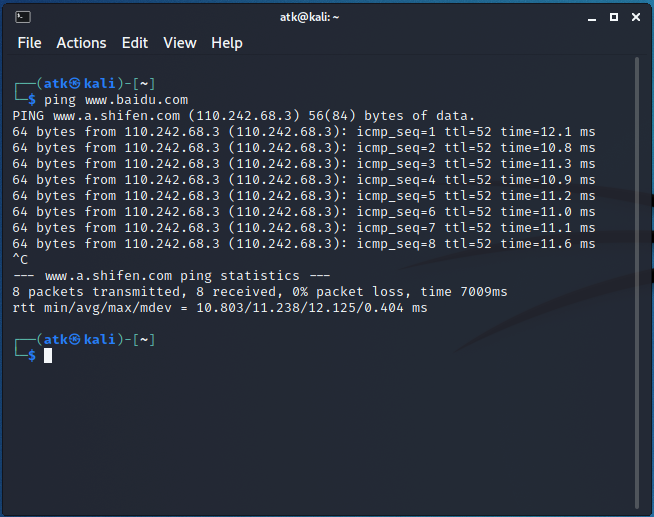 atk@kali: ~
File Actions Edit View Help
┌──(atk㉿kali)-[~]
└─$ ping www.baidu.com
PING www.a.shifen.com (110.242.68.3) 56(84) bytes of data.
64 bytes from 110.242.68.3 (110.242.68.3): icmp_seq=1 ttl=52 time=12.1 ms
64 bytes from 110.242.68.3 (110.242.68.3): icmp_seq=2 ttl=52 time=10.8 ms
64 bytes from 110.242.68.3 (110.242.68.3): icmp_seq=3 ttl=52 time=11.3 ms
64 bytes from 110.242.68.3 (110.242.68.3): icmp_seq=4 ttl=52 time=10.9 ms
64 bytes from 110.242.68.3 (110.242.68.3): icmp_seq=5 ttl=52 time=11.2 ms
64 bytes from 110.242.68.3 (110.242.68.3): icmp_seq=6 ttl=52 time=11.0 ms
64 bytes from 110.242.68.3 (110.242.68.3): icmp_seq=7 ttl=52 time=11.1 ms
64 bytes from 110.242.68.3 (110.242.68.3): icmp_seq=8 ttl=52 time=11.6 ms
^C
--- www.a.shifen.com ping statistics ---
8 packets transmitted, 8 received, 0% packet loss, time 7009ms
rtt min/avg/max/mdev = 10.803/11.238/12.125/0.404 ms
┌──(atk㉿kali)-[~]
└─$